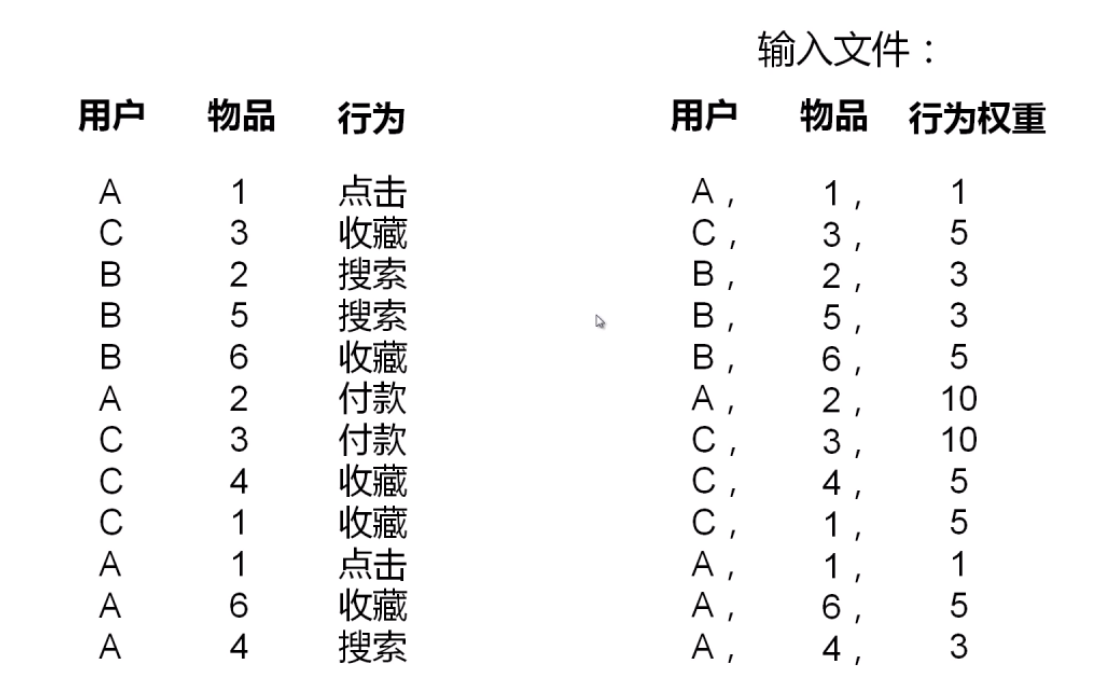 输入文件：
用户 物品 行为 用户 物品 行为权重
A 1 点击 A， 1， 1
C 3 收藏 C， 3， 5
B 2 搜索 B， 2， 3
B 5 搜索 B， 5， 3
B 6 收藏 B， 6， 5
A 2 付款 A， 2， 10
C 3 付款 C， 3， 10
C 4 收藏 C， 4， 5
C 1 收藏 C， 1， 5
A 1 点击 A， 1， 1
A 6 收藏 A， 6， 5
A 4 搜索 A， 4， 3